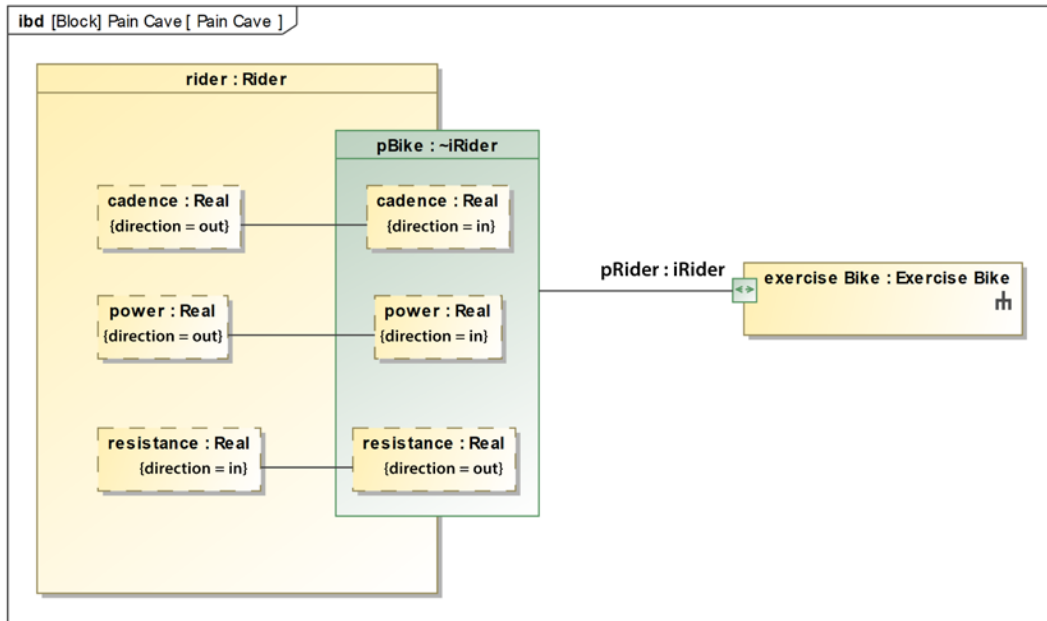 ibd [Block] Pain Cave [ Pain Cave ]
rider : Rider
pBike : ~iRider
cadence : Real
{direction = out}
cadence : Real
{direction = in}
pRider : iRider
exercise Bike : Exercise Bike
power : Real
{direction = out}
power : Real
{direction = in}
resistance : Real
{direction = in}
resistance : Real
{direction = out}